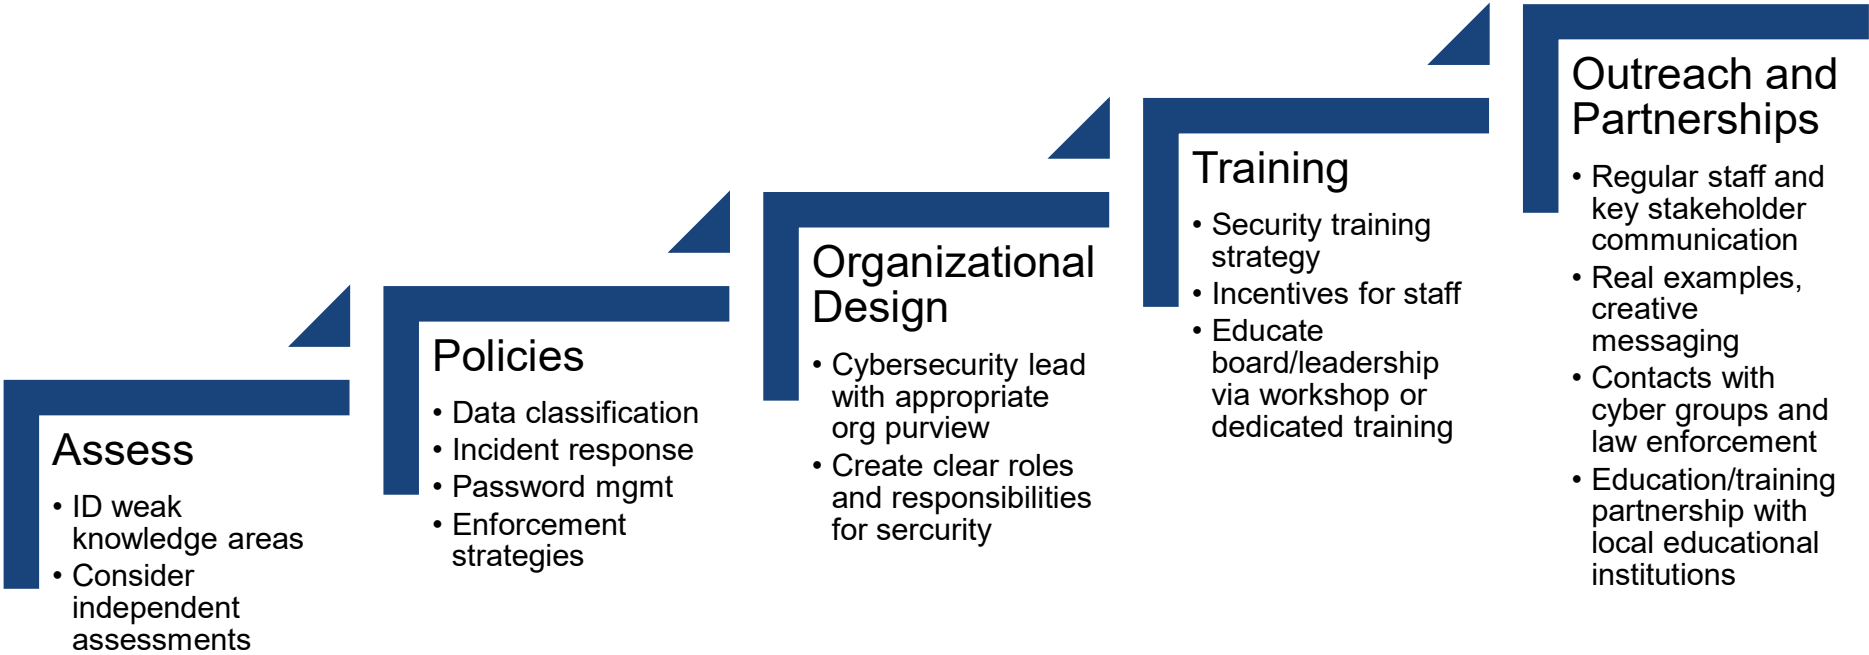 Assess
• ID weak
knowledge areas
• Consider
independent
assessments
Policies
• Data classification
• Incident response
• Password mgmt
• Enforcement
strategies
Organizational
Design
• Cybersecurity lead
with appropriate
org purview
• Create clear roles
and responsibilities
for sercurity
Training
• Security training
strategy
• Incentives for staff
• Educate
board/leadership
via workshop or
dedicated training
Outreach and
Partnerships
• Regular staff and
key stakeholder
communication
• Real examples,
creative
messaging
• Contacts with
cyber groups and
law enforcement
• Education/training
partnership with
local educational
institutions